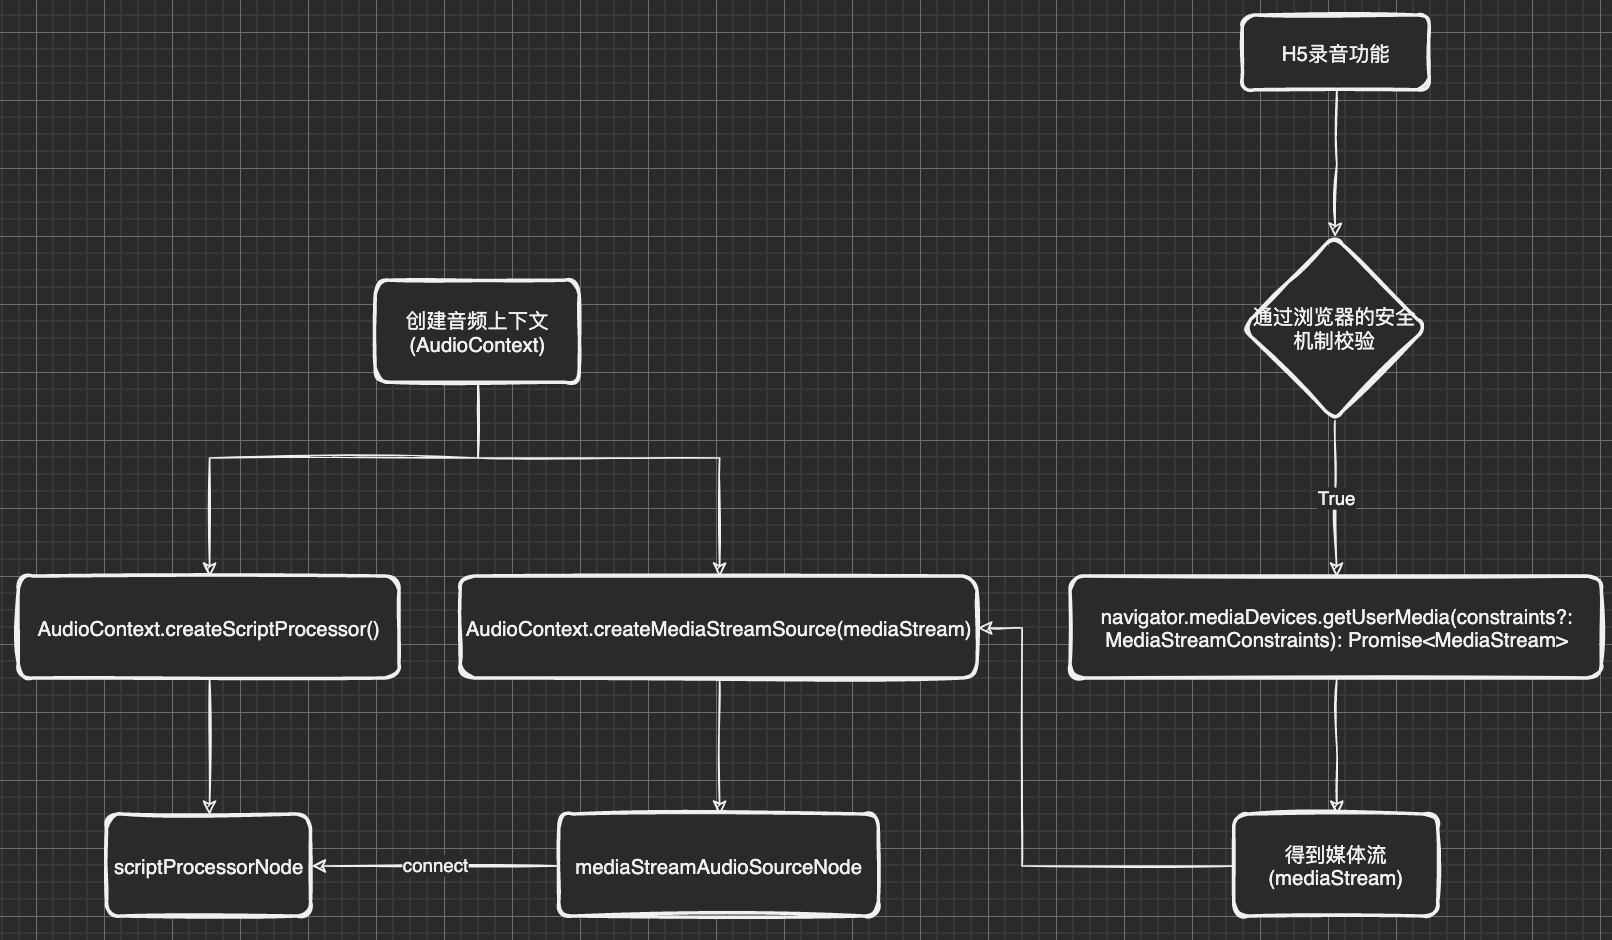 H5录音功能
通过浏览器的安全
机制校验
创建音频上下文
(AudioContext)
True
AudioContext.createScriptProcessor()
AudioContext.createMediaStreamSource(mediaStream)
navigator.mediaDevices.getUserMedia(constraints?:
MediaStreamConstraints): Promise<MediaStream>
scriptProcessorNode
connect
mediaStreamAudioSourceNode
得到媒体流
(mediaStream)